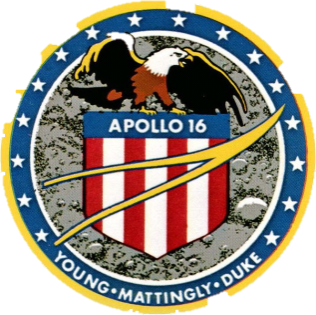 APOLLO 16
YOUNG • MATTINGLY • DUKE